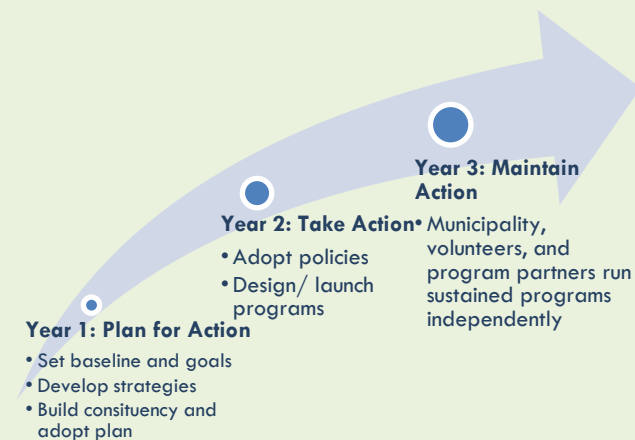 Year 1: Plan for Action
• Set baseline and goals
• Develop strategies
• Build consituency and
adopt plan
Year 2: Take Action
• Adopt policies
• Design/ launch
programs
Year 3: Maintain
Action
• Municipality,
volunteers, and
program partners run
sustained programs
independently